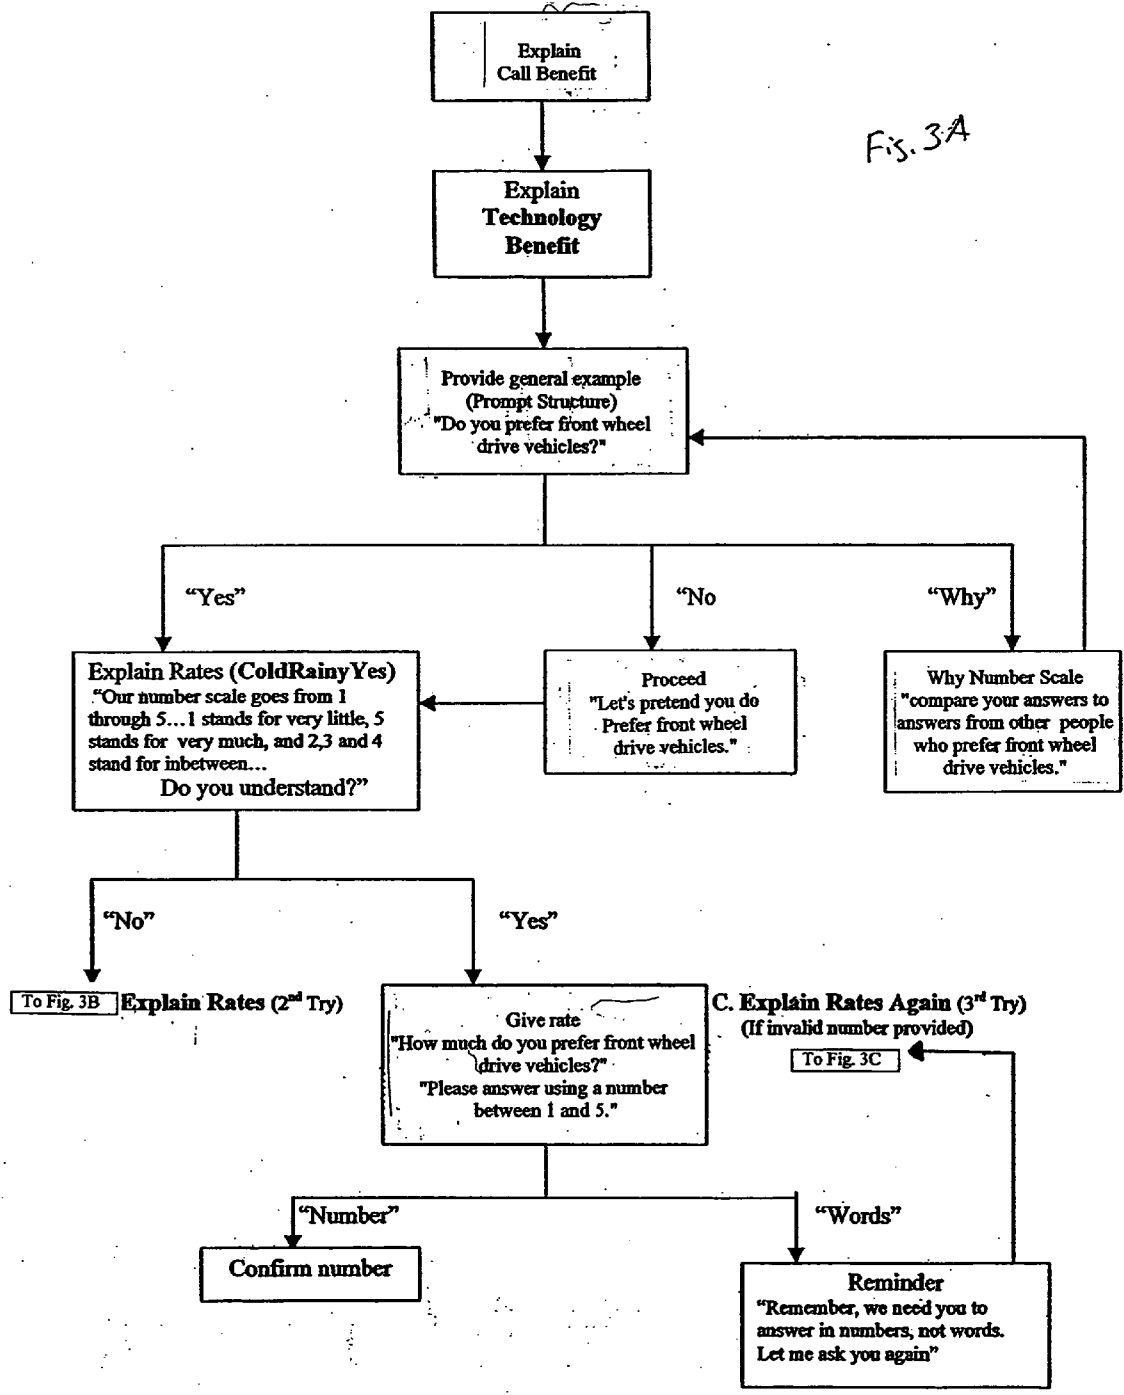 Explain
Call Benefit
Fig. 3A
Explain
Technology
Benefit
Provide general example
(Prompt Structure)
"Do you prefer front wheel
drive vehicles?"
“Yes”
“No
“Why”
Explain Rates (ColdRainyYes)
“Our number scale goes from 1
through 5...1 stands for very little, 5
stands for very much, and 2,3 and 4
stand for inbetween...
Do you understand?”
Proceed
"Let's pretend you do
Prefer front wheel
drive vehicles."
Why Number Scale
"compare your answers to
answers from other people
who prefer front wheel
drive vehicles."
“No”
“Yes”
To Fig. 3B Explain Rates (2nd Try)
Give rate
"How much do you prefer front wheel
drive vehicles?"
"Please answer using a number
between 1 and 5."
C. Explain Rates Again (3rd Try)
(If invalid number provided)
To Fig. 3C
“Number”
“Words”
Confirm number
Reminder
“Remember, we need you to
answer in numbers, not words.
Let me ask you again”